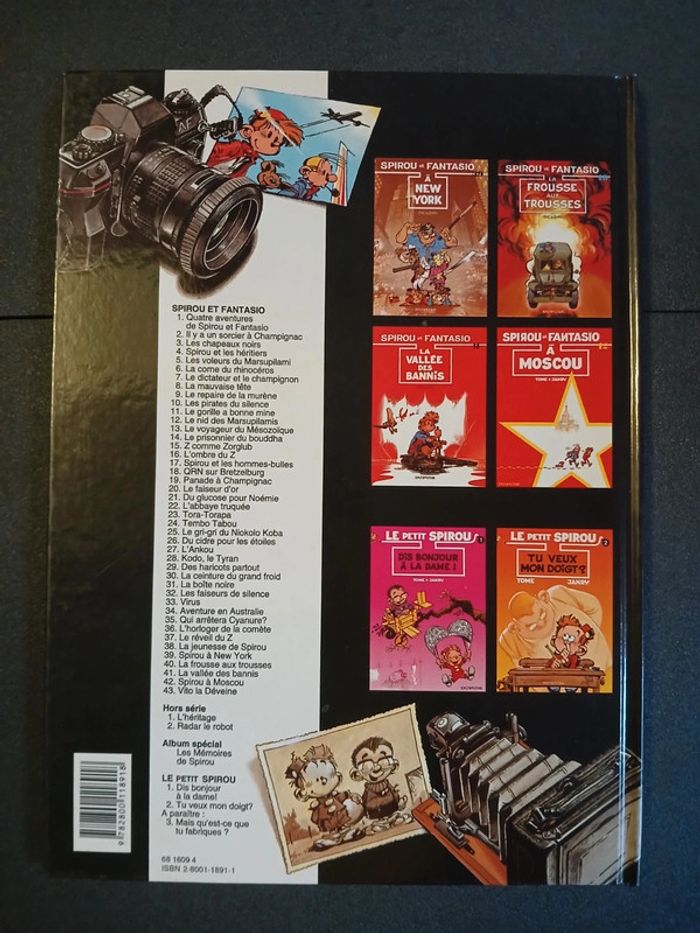 AF
SPIROU ET FANTASIO
1. Quatre aventures
de Spirou et Fantasio
2. Il y a un sorcier à Champignac
3. Les chapeaux noirs
4. Spirou et les héritiers
5. Les voleurs du Marsupilami
6. La corne du rhinocéros
7. Le dictateur et le champignon
8. La mauvaise tête
9. Le repaire de la murène
10. Les pirates du silence
11. Le gorille a bonne mine
12. Le nid des Marsupilamis
13. Le voyageur du Mésozoïque
14. Le prisonnier du bouddha
15. Z comme Zorglub
16. L'ombre du Z
17. Spirou et les hommes-bulles
18. QRN sur Bretzelburg
19. Panade à Champignac
20. Le faiseur d'or
21. Du glucose pour Noémie
22. L'abbaye truquée
23. Tora-Torapa
24. Tembo Tabou
25. Le gri-gri du Niokolo Koba
26. Du cidre pour les étoiles
27. L'Ankou
28. Kodo, le Tyran
29. Des haricots partout
30. La ceinture du grand froid
31. La boîte noire
32. Les faiseurs de silence
33. Virus
34. Aventure en Australie
35. Qui arrêtera Cyanure?
36. L'horloger de la comète
37. Le réveil du Z
38. La jeunesse de Spirou
39. Spirou à New York
40. La frousse aux trousses
41. La vallée des bannis
42. Spirou à Moscou
43. Vito la Déveine
Hors série
1. L'héritage
2. Radar le robot
Album spécial
Les Mémoires
de Spirou
LE PETIT SPIROU
1. Dis bonjour
à la dame!
2. Tu veux mon doigt?
A paraître :
3. Mais qu'est-ce que
tu fabriques ?
68 1609 4
ISBN 2-8001-1891-1
9 782800 118918
SPIROU et FANTASIO
À
NEW
YORK
SPIROU et FANTASIO
LA
FROUSSE
AUX
TROUSSES
SPIROU et FANTASIO
LA
VALLÉE
DES
BANNIS
DUPUIS
SPIROU et FANTASIO
À
MOSCOU
TOME & JANRY
DUPUIS
LE PETIT SPIROU
1
DIS BONJOUR
À LA DAME !
TOME & JANRY
DUPUIS
LE PETIT SPIROU
2
TU VEUX
MON DOIGT ?
TOME JANRY
DUPUIS